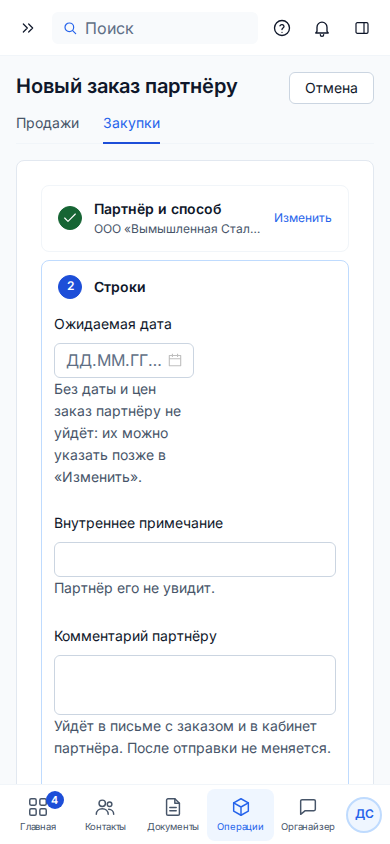 Поиск
Новый заказ партнёру
Отмена
Продажи Закупки
Партнёр и способ
ООО «Вымышленная Стал...
Изменить
2 Строки
Ожидаемая дата
ДД.ММ.ГГ...
Без даты и цен
заказ партнёру не
уйдёт: их можно
указать позже в
«Изменить».
Внутреннее примечание
Партнёр его не увидит.
Комментарий партнёру
Уйдёт в письме с заказом и в кабинет
партнёра. После отправки не меняется.
4
Главная Контакты Документы Операции Органайзер ДС